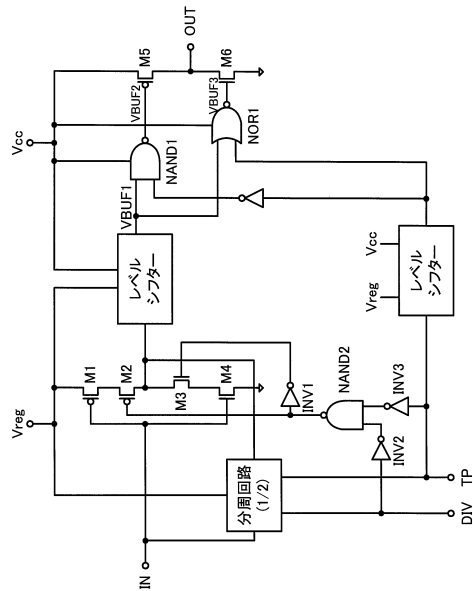 Vcc
Vreg
M5
OUT
VBUF2
M6
VBUF3
NAND1
NOR1
VBUF1
レベル
シフター
Vcc
Vreg
レベル
シフター
M1
M2
M3
M4
INV1
NAND2
INV3
INV2
分周回路
(1/2)
IN
DIV
TP